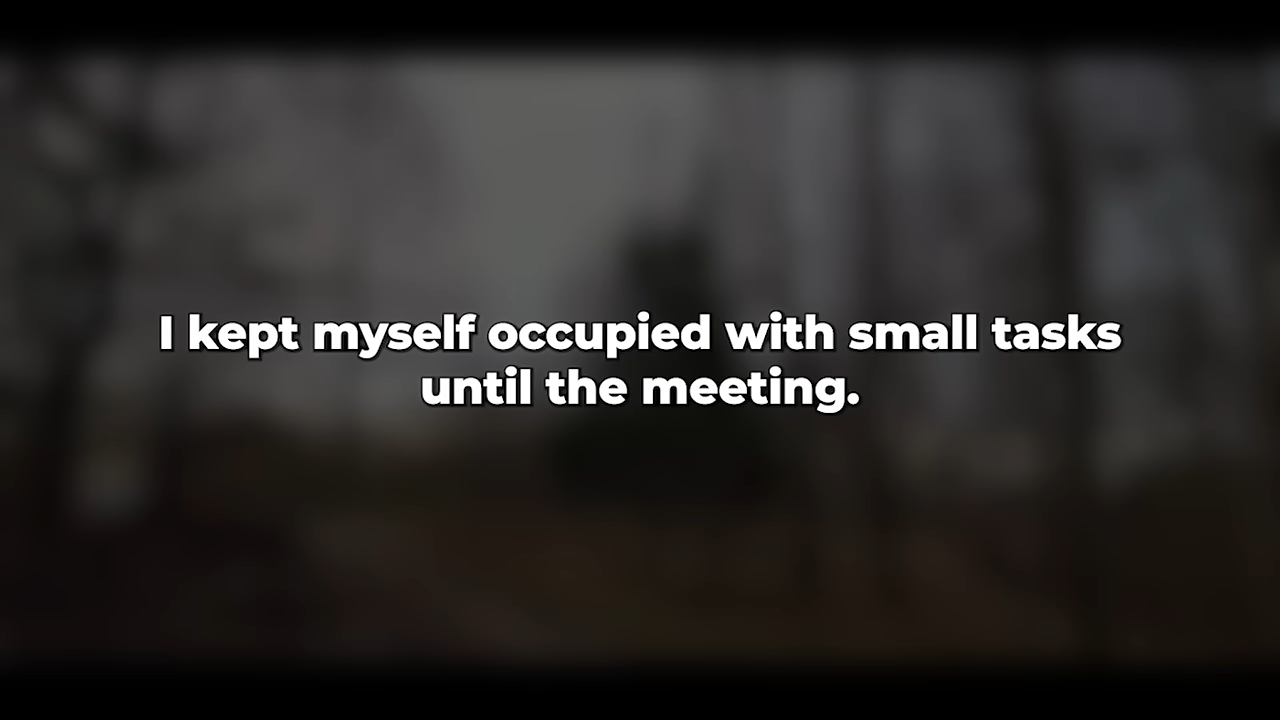 I kept myself occupied with small tasks
until the meeting.